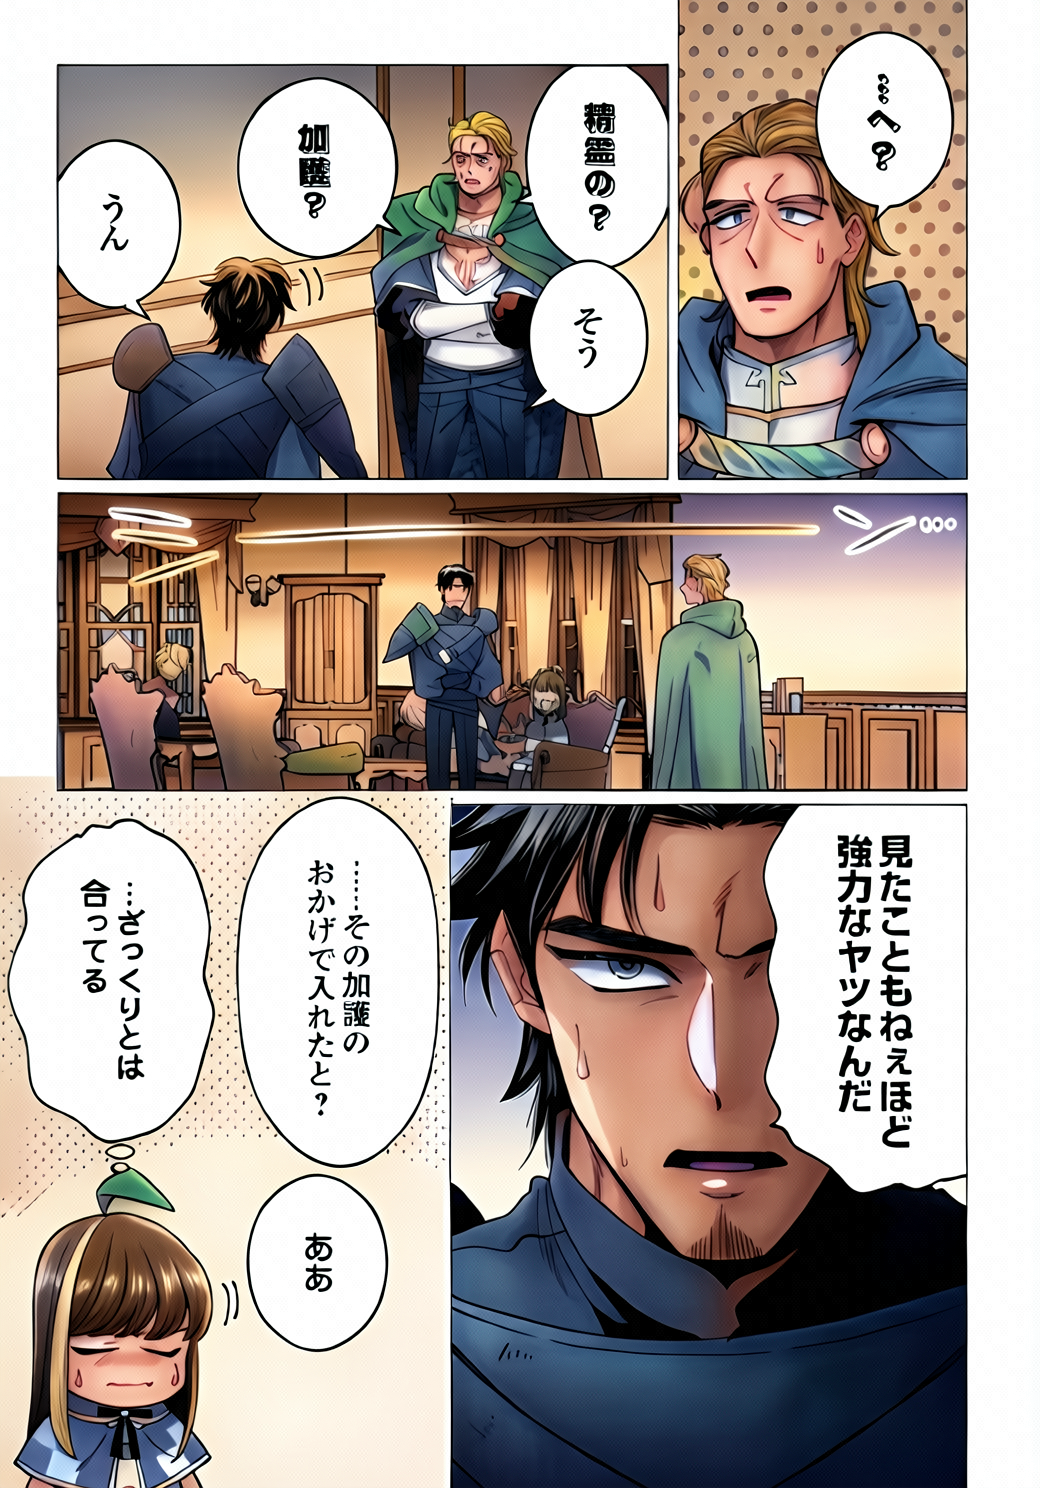 …へ？
精霊の？
そう
加護？
うん
シーン…
見たこともねぇほど
強力なヤツなんだ
……その加護の
おかげで入れたと？
ああ
…ざっくりとは
合ってる